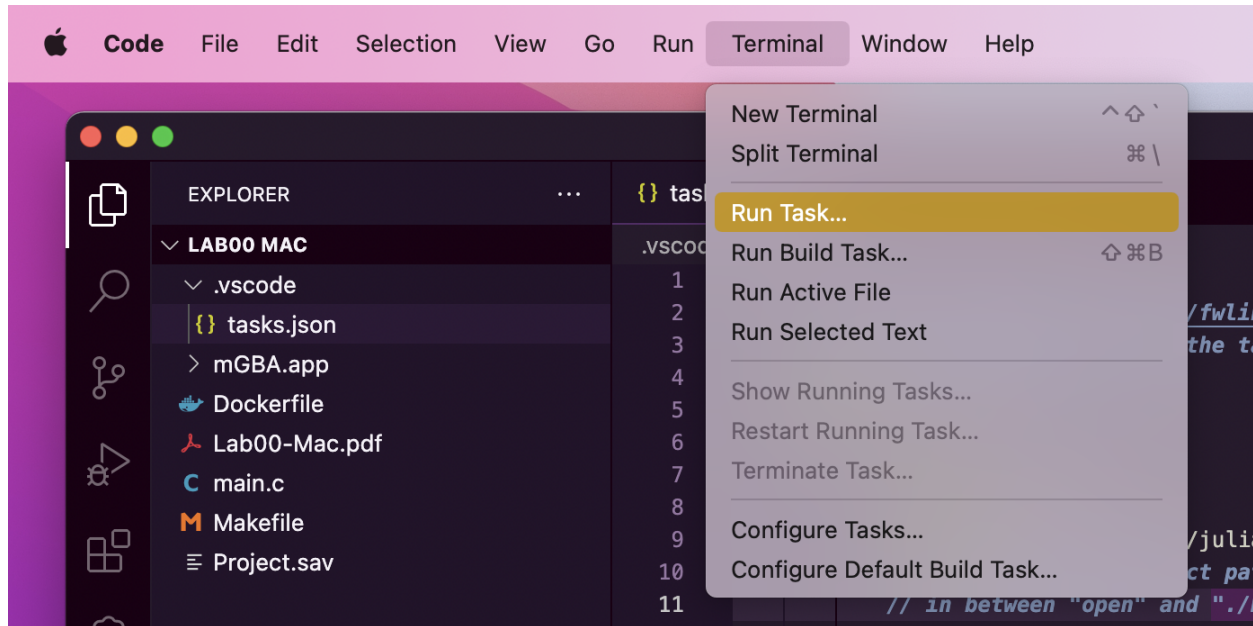 Code File Edit Selection View Go Run Terminal Window Help
New Terminal ^⇧`
Split Terminal ⌘\
Run Task...
Run Build Task... ⇧⌘B
Run Active File
Run Selected Text
Show Running Tasks...
Restart Running Task...
Terminate Task...
Configure Tasks...
Configure Default Build Task...
EXPLORER ...
LAB00 MAC
.vscode
{} tasks.json
mGBA.app
Dockerfile
Lab00-Mac.pdf
C main.c
M Makefile
Project.sav
{}
1
2
3 the
4
5
6
7
8
9
10
11 // in between "open" and